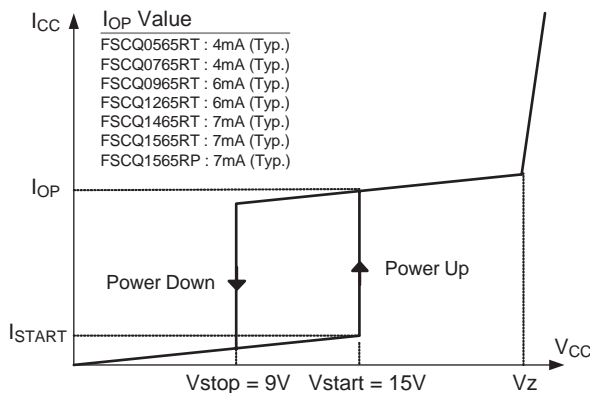 ICC
IOP Value
FSCQ0565RT : 4mA (Typ.)
FSCQ0765RT : 4mA (Typ.)
FSCQ0965RT : 6mA (Typ.)
FSCQ1265RT : 6mA (Typ.)
FSCQ1465RT : 7mA (Typ.)
FSCQ1565RT : 7mA (Typ.)
FSCQ1565RP : 7mA (Typ.)
IOP
Power Down
Power Up
ISTART
VCC
Vstop = 9V
Vstart = 15V
Vz